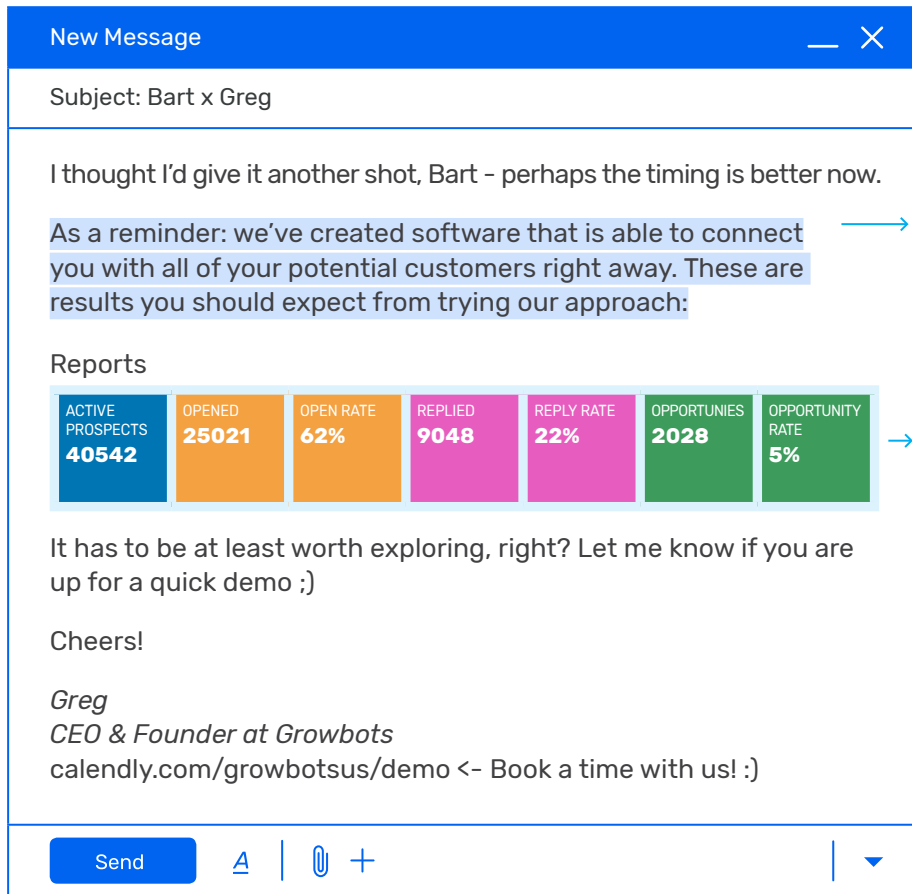 New Message
Subject: Bart x Greg
I thought I’d give it another shot, Bart - perhaps the timing is better now.
As a reminder: we’ve created software that is able to connect
you with all of your potential customers right away. These are
results you should expect from trying our approach:
Reports
ACTIVE
PROSPECTS
40542
OPENED
25021
OPEN RATE
62%
REPLIED
9048
REPLY RATE
22%
OPPORTUNIES
2028
OPPORTUNITY
RATE
5%
It has to be at least worth exploring, right? Let me know if you are
up for a quick demo ;)
Cheers!
Greg
CEO & Founder at Growbots
calendly.com/growbotsus/demo <- Book a time with us! :)
Send
A